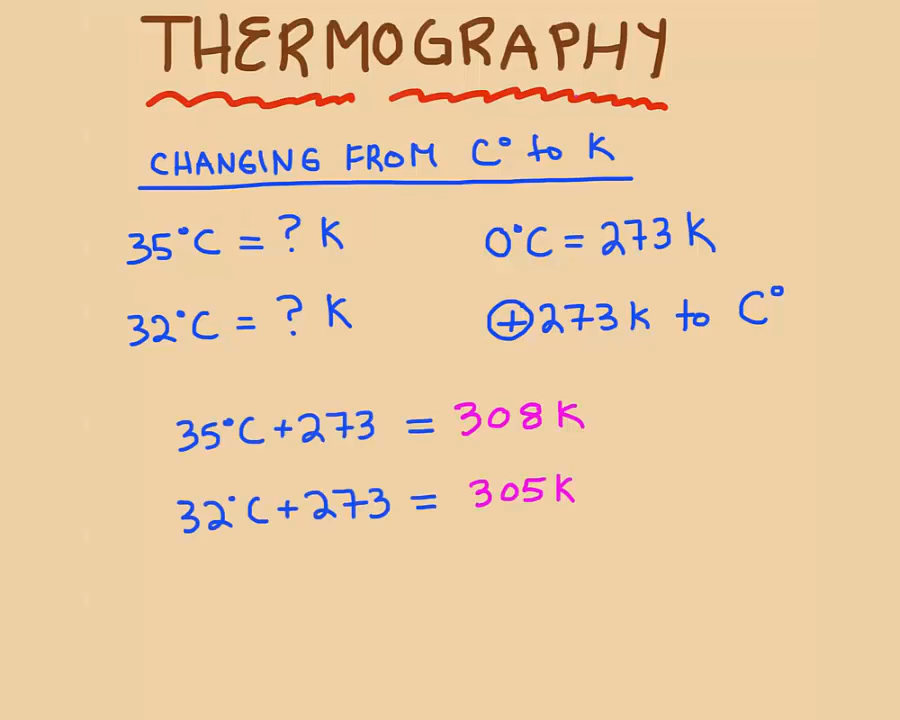 THERMOGRAPHY
CHANGING FROM C° to K
35°C = ? K
0°C = 273 K
32°C = ? K
⊕ 273 K to C°
35°C + 273 = 308 K
32°C + 273 = 305 K